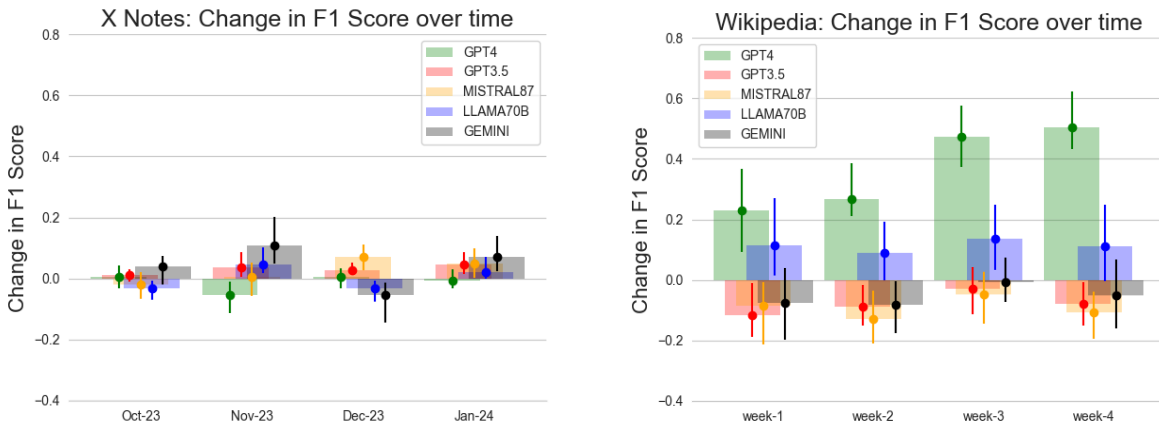 X Notes: Change in F1 Score over time
Change in F1 Score
0.8
0.6
0.4
0.2
0.0
−0.2
−0.4
GPT4
GPT3.5
MISTRAL87
LLAMA70B
GEMINI
Oct-23
Nov-23
Dec-23
Jan-24
Wikipedia: Change in F1 Score over time
Change in F1 Score
0.8
0.6
0.4
0.2
0.0
−0.2
−0.4
GPT4
GPT3.5
MISTRAL87
LLAMA70B
GEMINI
week-1
week-2
week-3
week-4